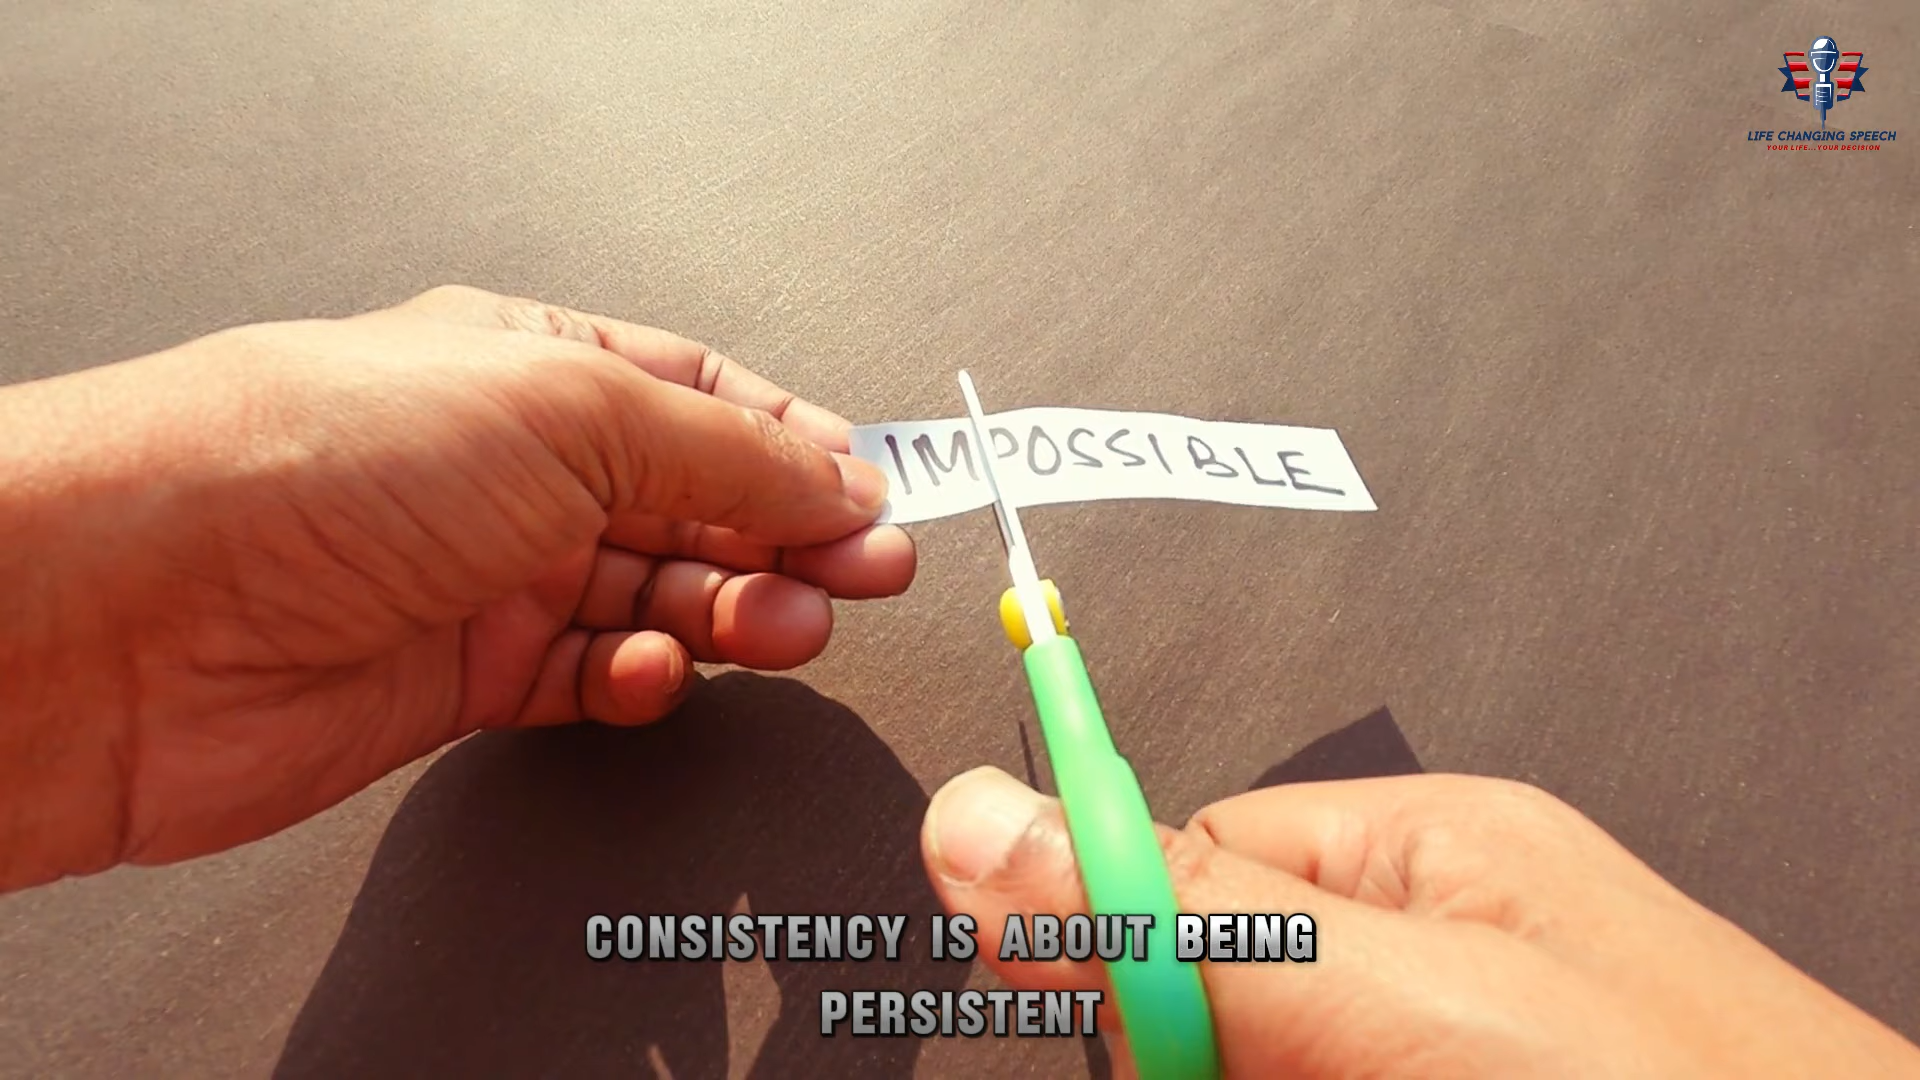 LIFE CHANGING SPEECH
YOUR LIFE...YOUR DECISION
IMPOSSIBLE
CONSISTENCY IS ABOUT BEING
PERSISTENT